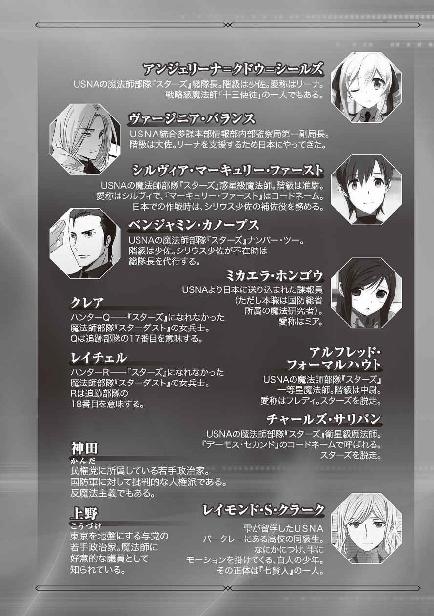 アンジェリーナ=クドウ=シールズ
USNAの魔法師部隊『スターズ』総隊長。階級は少佐。愛称はリーナ。
戦略級魔法師『十三使徒』の一人でもある。
ヴァージニア・バランス
USNA統合参謀本部情報部内部監察局第一副局長。
階級は大佐。リーナを支援するため日本にやってきた。
シルヴィア・マーキュリー・ファースト
USNAの魔法師部隊『スターズ』惑星級魔法師。階級は准尉。
愛称はシルヴィで、『マーキュリー・ファースト』はコードネーム。
日本での作戦時は、シリウス少佐の補佐役を務める。
ベンジャミン・カノープス
USNAの魔法師部隊『スターズ』ナンバー・ツー。
階級は少佐。シリウス少佐が不在時は
総隊長を代行する。
ミカエラ・ホンゴウ
USNAより日本に送り込まれた諜報員
(ただし本職は国防総省
所属の魔法研究者)。
愛称はミア。
クレア
ハンターQ――『スターズ』になれなかった
魔法師部隊『スターダスト』の女兵士。
Qは追跡部隊の17番目を意味する。
レイチェル
ハンターR――『スターズ』になれなかった
魔法師部隊『スターダスト』の女兵士。
Rは追跡部隊の
18番目を意味する。
アルフレッド・
フォーマルハウト
USNAの魔法師部隊『スターズ』
一等星魔法師。階級は中尉。
愛称はフレディ。スターズを脱走。
チャールズ・サリバン
USNAの魔法師部隊『スターズ』衛星級魔法師。
『デーモス・セカンド』のコードネームで呼ばれる。
スターズを脱走。
神田
かんだ
民権党に所属している若手政治家。
国防軍に対して批判的な人権派である。
反魔法主義でもある。
上野
こうづけ
東京を地盤にする与党の
若手政治家。魔法師に
好意的な議員として
知られている。
レイモンド・S・クラーク
雫が留学したUSNA
バークレーにある高校の同級生。
なにかにつけ、雫に
モーションを掛けてくる、白人の少年。
その正体は『七賢人』の一人。